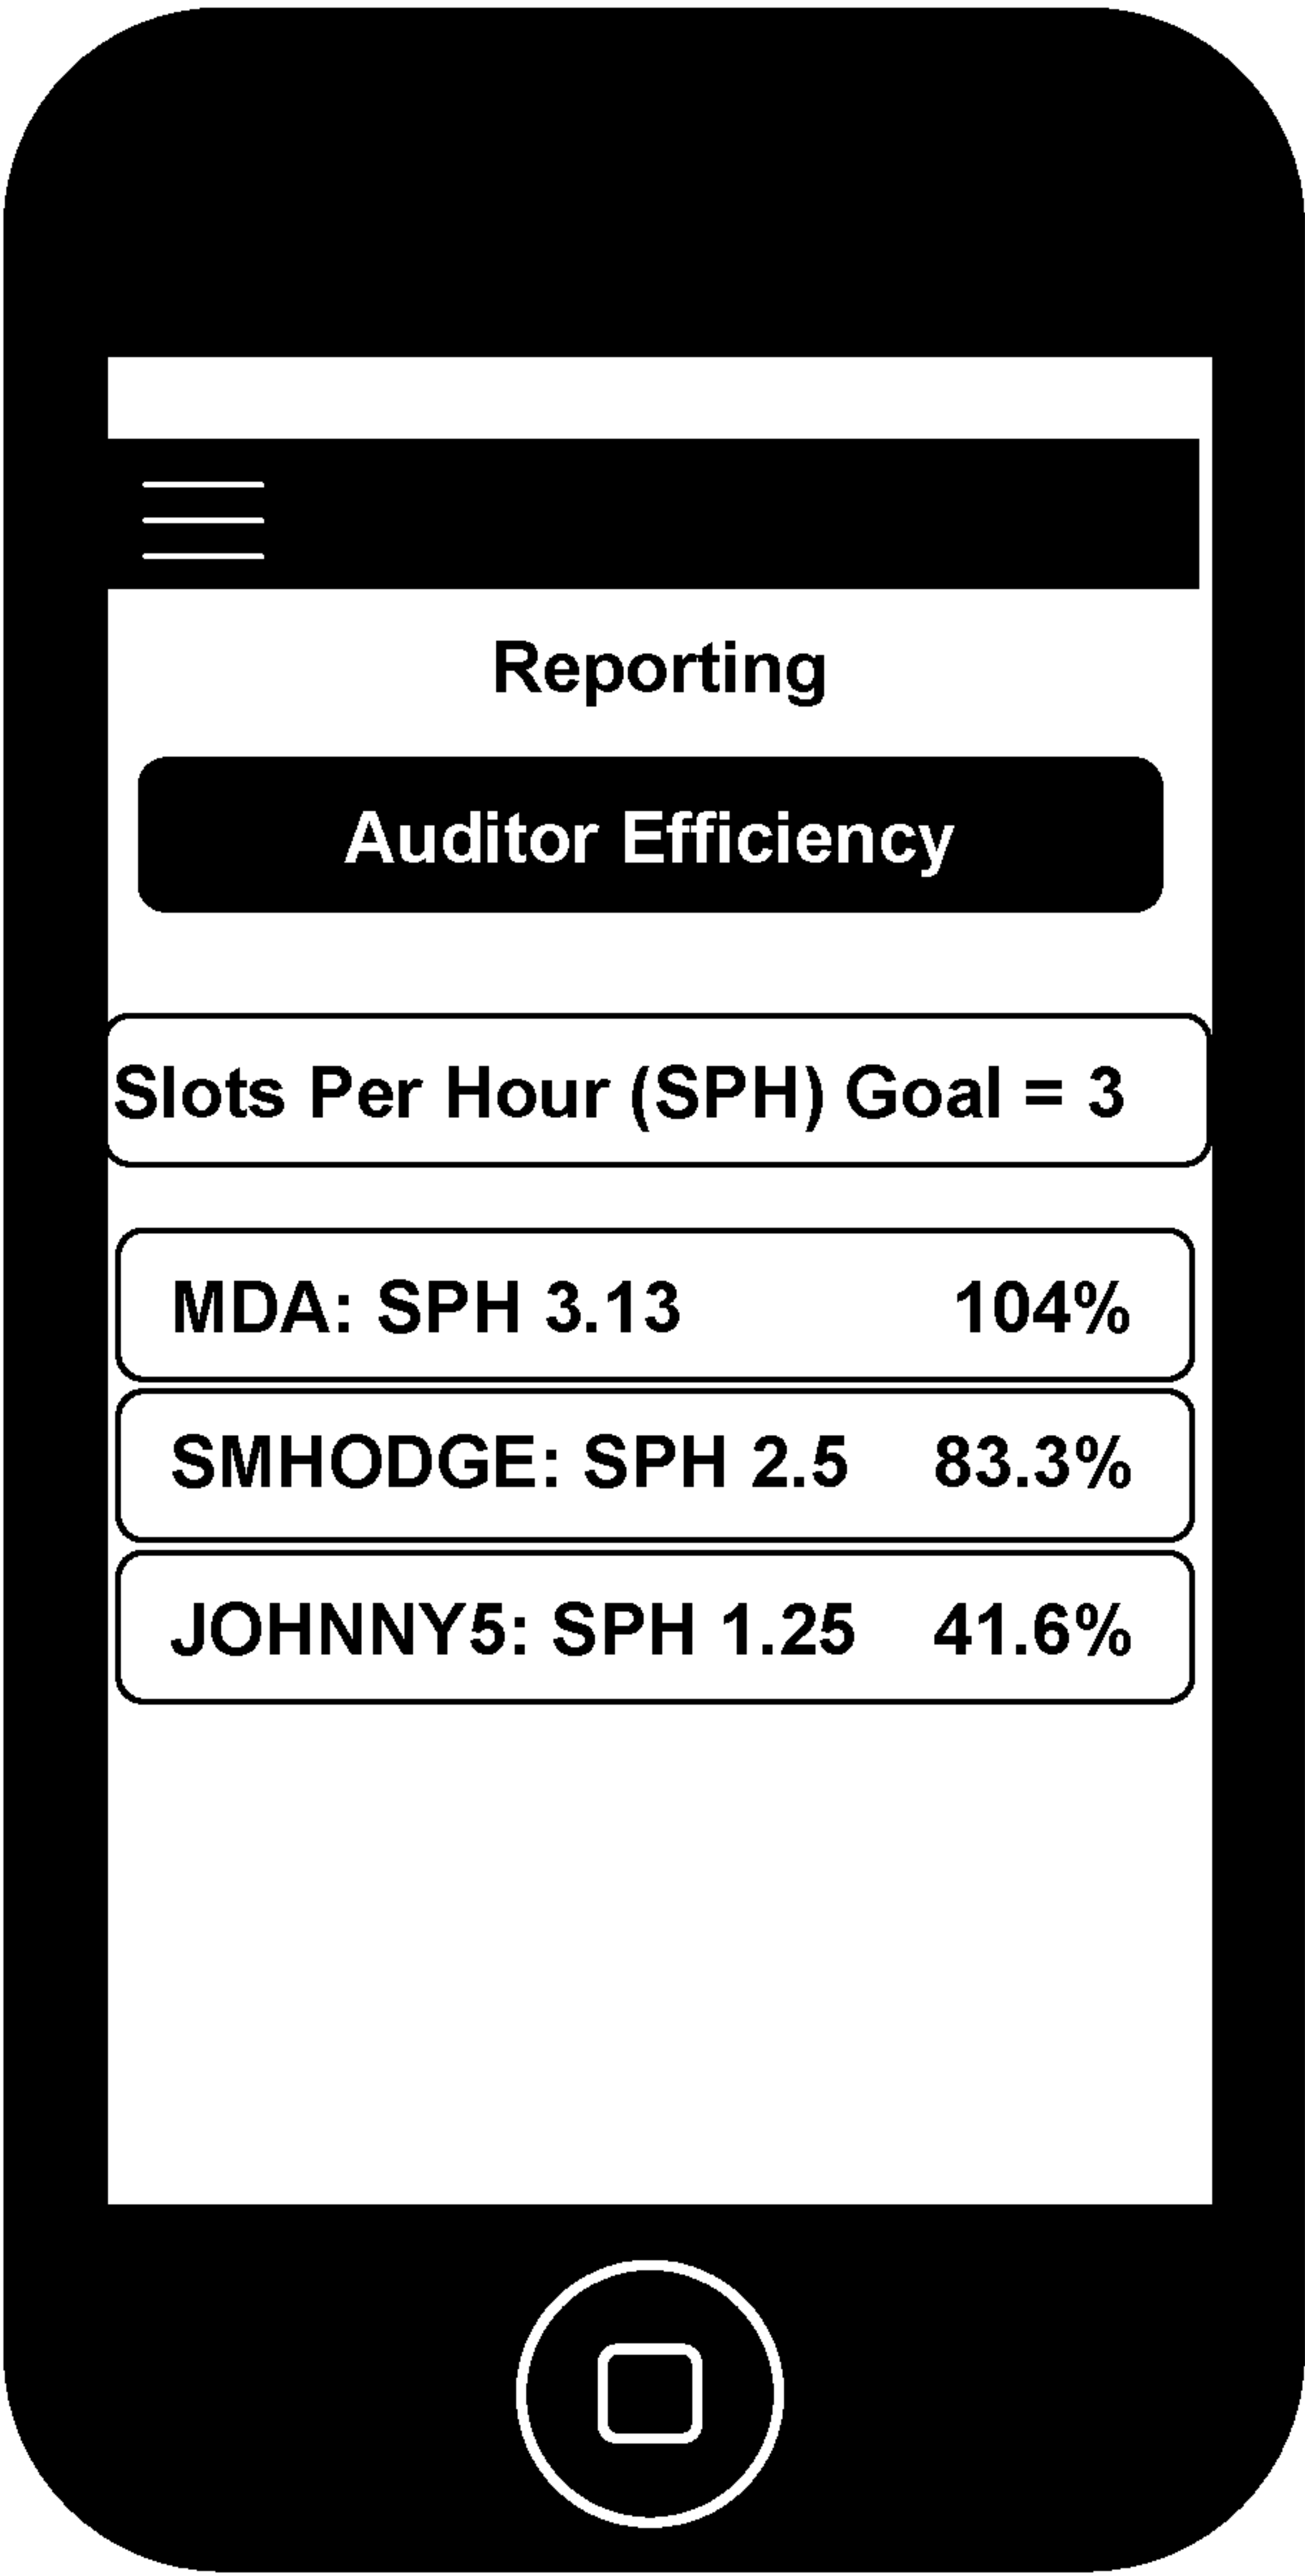 Reporting
Auditor Efficiency
Slots Per Hour (SPH) Goal = 3
MDA: SPH 3.13 104%
SMHODGE: SPH 2.5 83.3%
JOHNNY5: SPH 1.25 41.6%